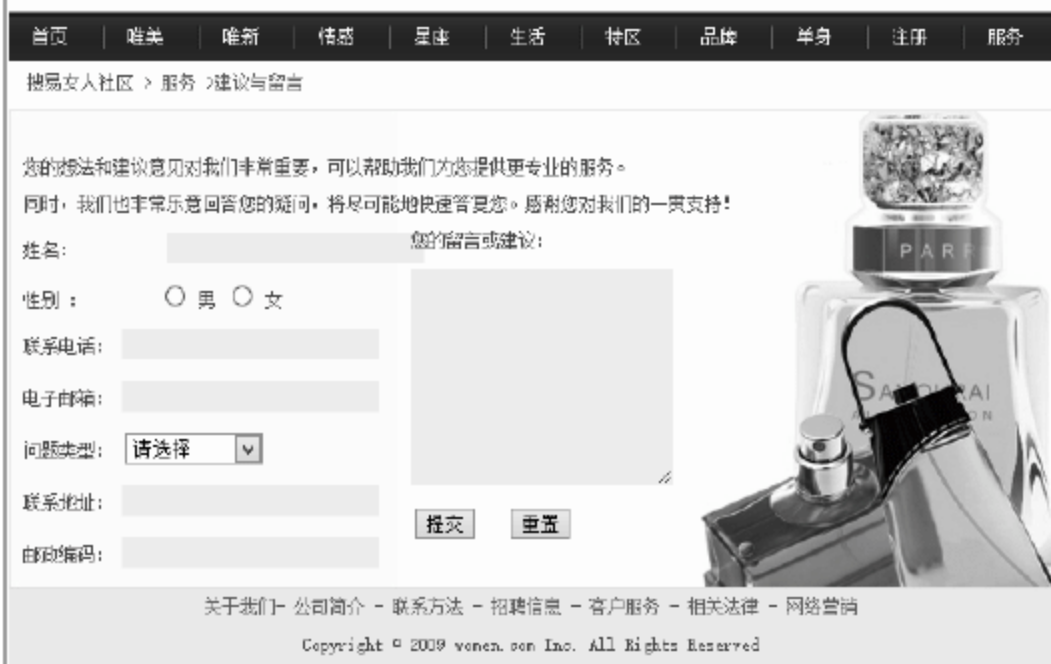 首页 唯美 唯新 情感 星座 生活 特区 品牌 单身 注册 服务
搜易女人社区 > 服务 >建议与留言
您的想法和建议意见对我们非常重要，可以帮助我们为您提供更专业的服务。
同时，我们也非常乐意回答您的疑问，将尽可能地快速答复您。感谢您对我们的一贯支持！
姓名：
您的留言或建议：
性别 ： 男 女
联系电话：
电子邮箱：
问题类型： 请选择
联系地址：
邮政编码：
提交 重置
PARF
关于我们- 公司简介 - 联系方法 - 招聘信息 - 客户服务 - 相关法律 - 网络营销
Copyright © 2009 women.com Inc. All Rights Reserved